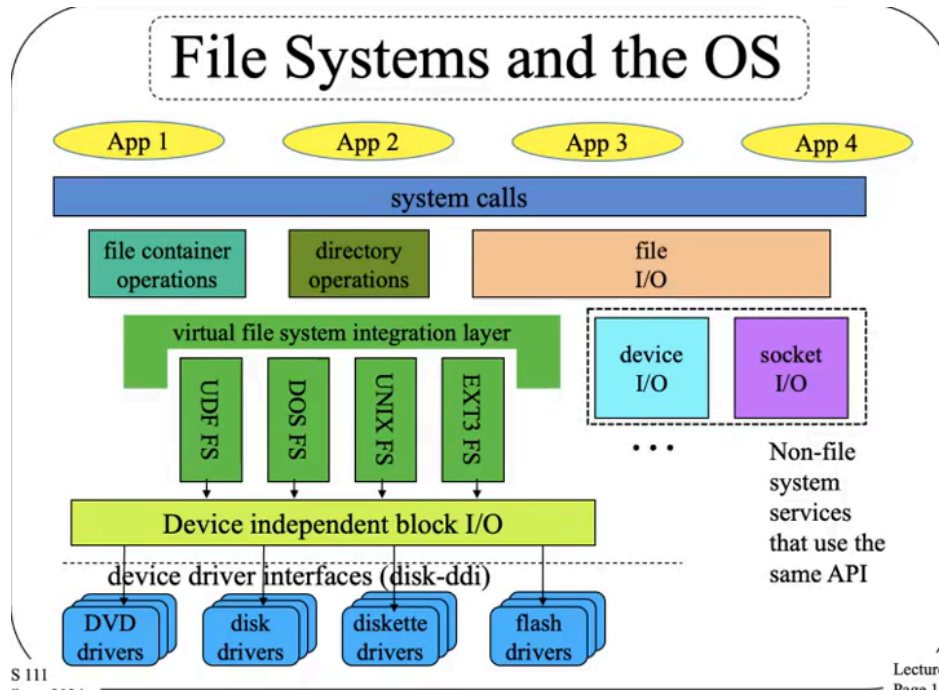 File Systems and the OS
App 1
App 2
App 3
App 4
system calls
file container
operations
directory
operations
file
I/O
virtual file system integration layer
UDF FS
DOS FS
UNIX FS
EXT3 FS
device
I/O
socket
I/O
...
Non-file
system
services
that use the
same API
Device independent block I/O
device driver interfaces (disk-ddi)
DVD
drivers
disk
drivers
diskette
drivers
flash
drivers
S 111
Lecture